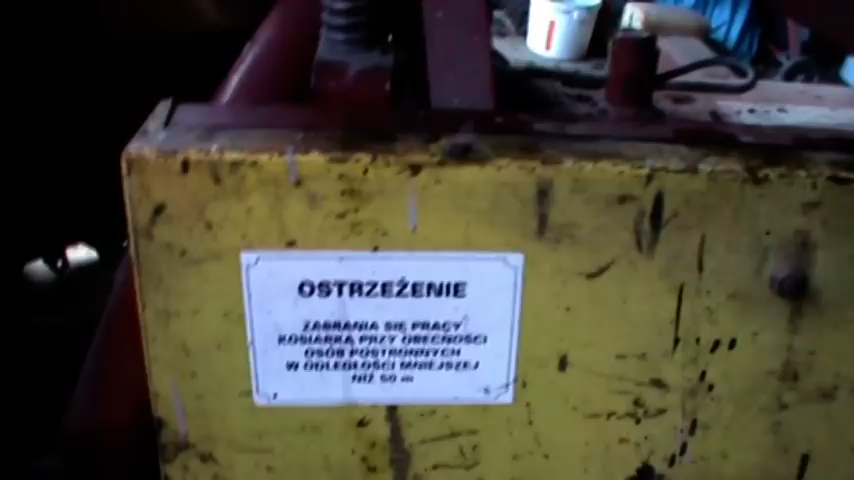 OSTRZEŻENIE
ZABRANIA SIĘ PRACY
KOSIARKĄ PRZY OBECNOŚCI
OSÓB POSTRONNYCH
W ODLEGŁOŚCI MNIEJSZEJ
NIŻ 50 m